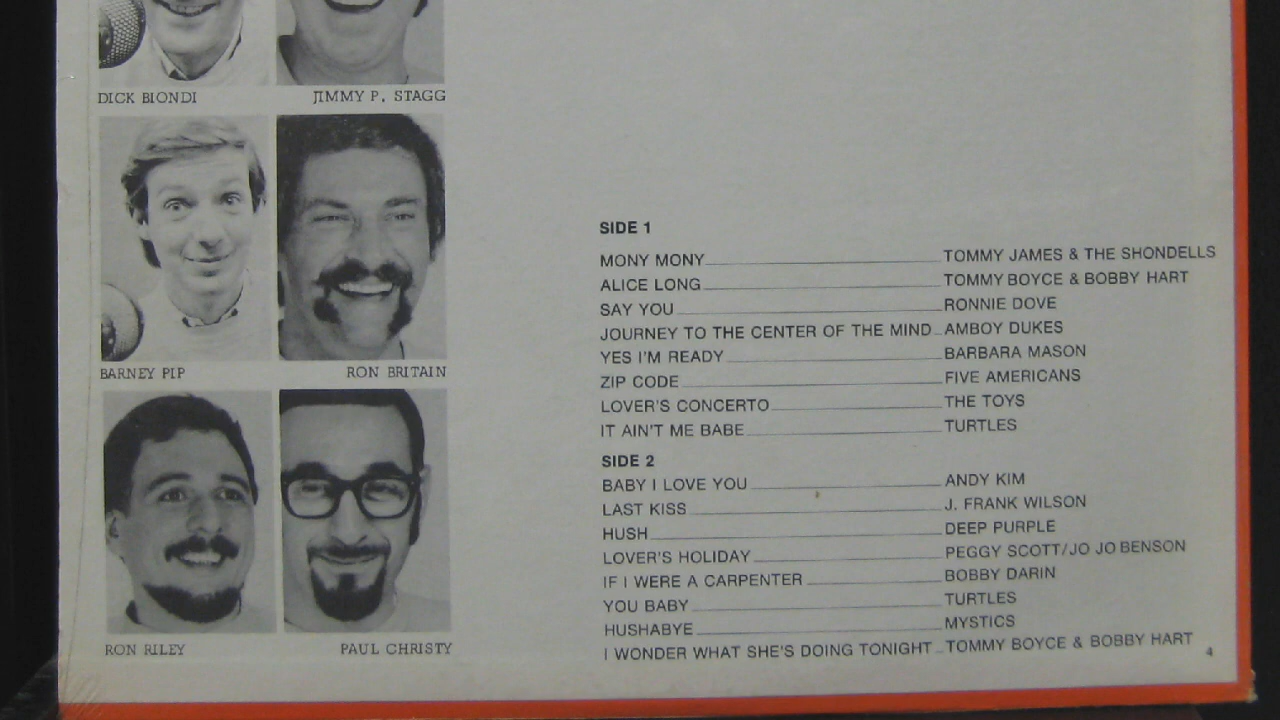 DICK BIONDI JIMMY P. STAGG
BARNEY PIP RON BRITAIN
RON RILEY PAUL CHRISTY
SIDE 1
MONY MONY TOMMY JAMES & THE SHONDELLS
ALICE LONG TOMMY BOYCE & BOBBY HART
SAY YOU RONNIE DOVE
JOURNEY TO THE CENTER OF THE MIND AMBOY DUKES
YES I'M READY BARBARA MASON
ZIP CODE FIVE AMERICANS
LOVER'S CONCERTO THE TOYS
IT AIN'T ME BABE TURTLES
SIDE 2
BABY I LOVE YOU ANDY KIM
LAST KISS J. FRANK WILSON
HUSH DEEP PURPLE
LOVER'S HOLIDAY PEGGY SCOTT/JO JO BENSON
IF I WERE A CARPENTER BOBBY DARIN
YOU BABY TURTLES
HUSHABYE MYSTICS
I WONDER WHAT SHE'S DOING TONIGHT TOMMY BOYCE & BOBBY HART
4